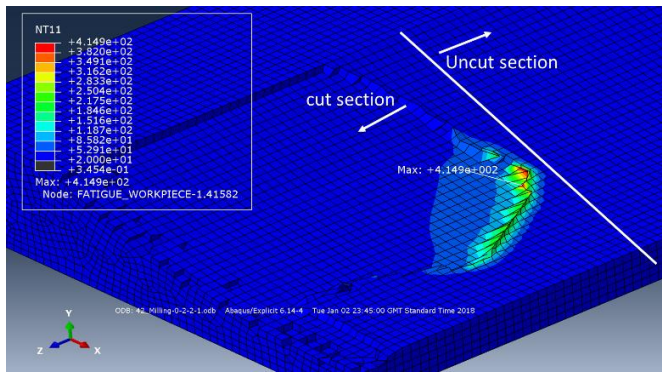 NT11
+4.149e+02
+3.820e+02
+3.491e+02
+3.162e+02
+2.833e+02
+2.504e+02
+2.175e+02
+1.846e+02
+1.516e+02
+1.187e+02
+8.582e+01
+5.291e+01
+2.000e+01
+3.454e-01
Max: +4.149e+02
Node: FATIGUE_WORKPIECE-1.41582
Uncut section
cut section
Max: +4.149e+002
Y
Z
X
ODB: 42_Milling-0-2-2-1.odb Abaqus/Explicit 6.14-4 Tue Jan 02 23:45:00 GMT Standard Time 2018